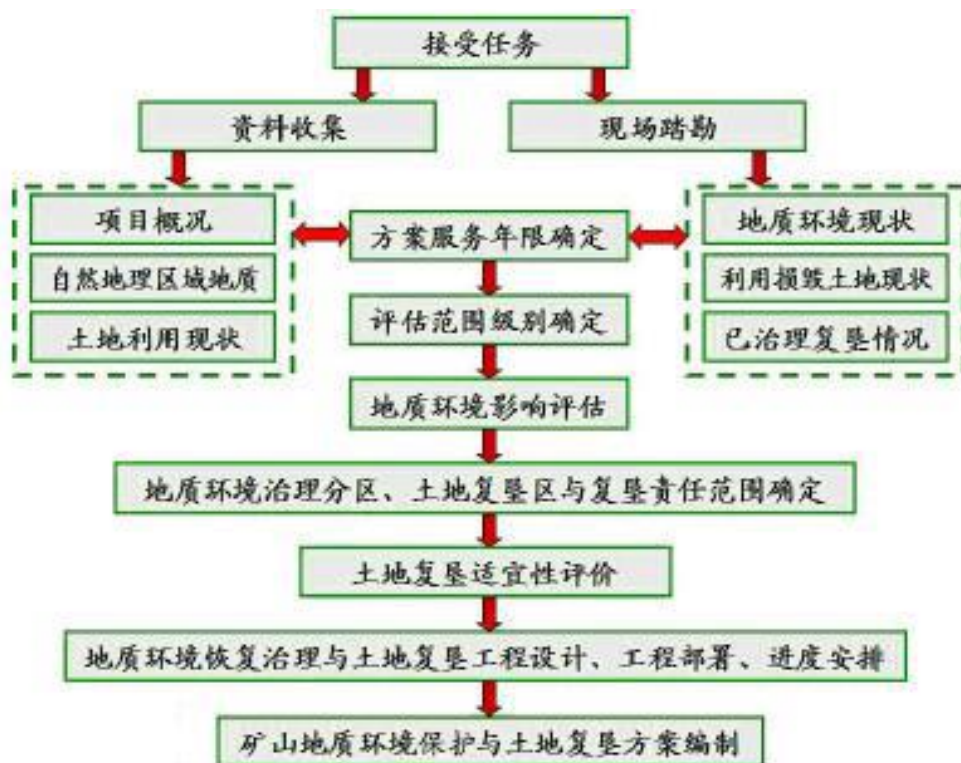 接受任务
资料收集
现场踏勘
项目概况
自然地理区域地质
土地利用现状
方案服务年限确定
地质环境现状
利用损毁土地现状
已治理复垦情况
评估范围级别确定
地质环境影响评估
地质环境治理分区、土地复垦区与复垦责任范围确定
土地复垦适宜性评价
地质环境恢复治理与土地复垦工程设计、工程部署、进度安排
矿山地质环境保护与土地复垦方案编制